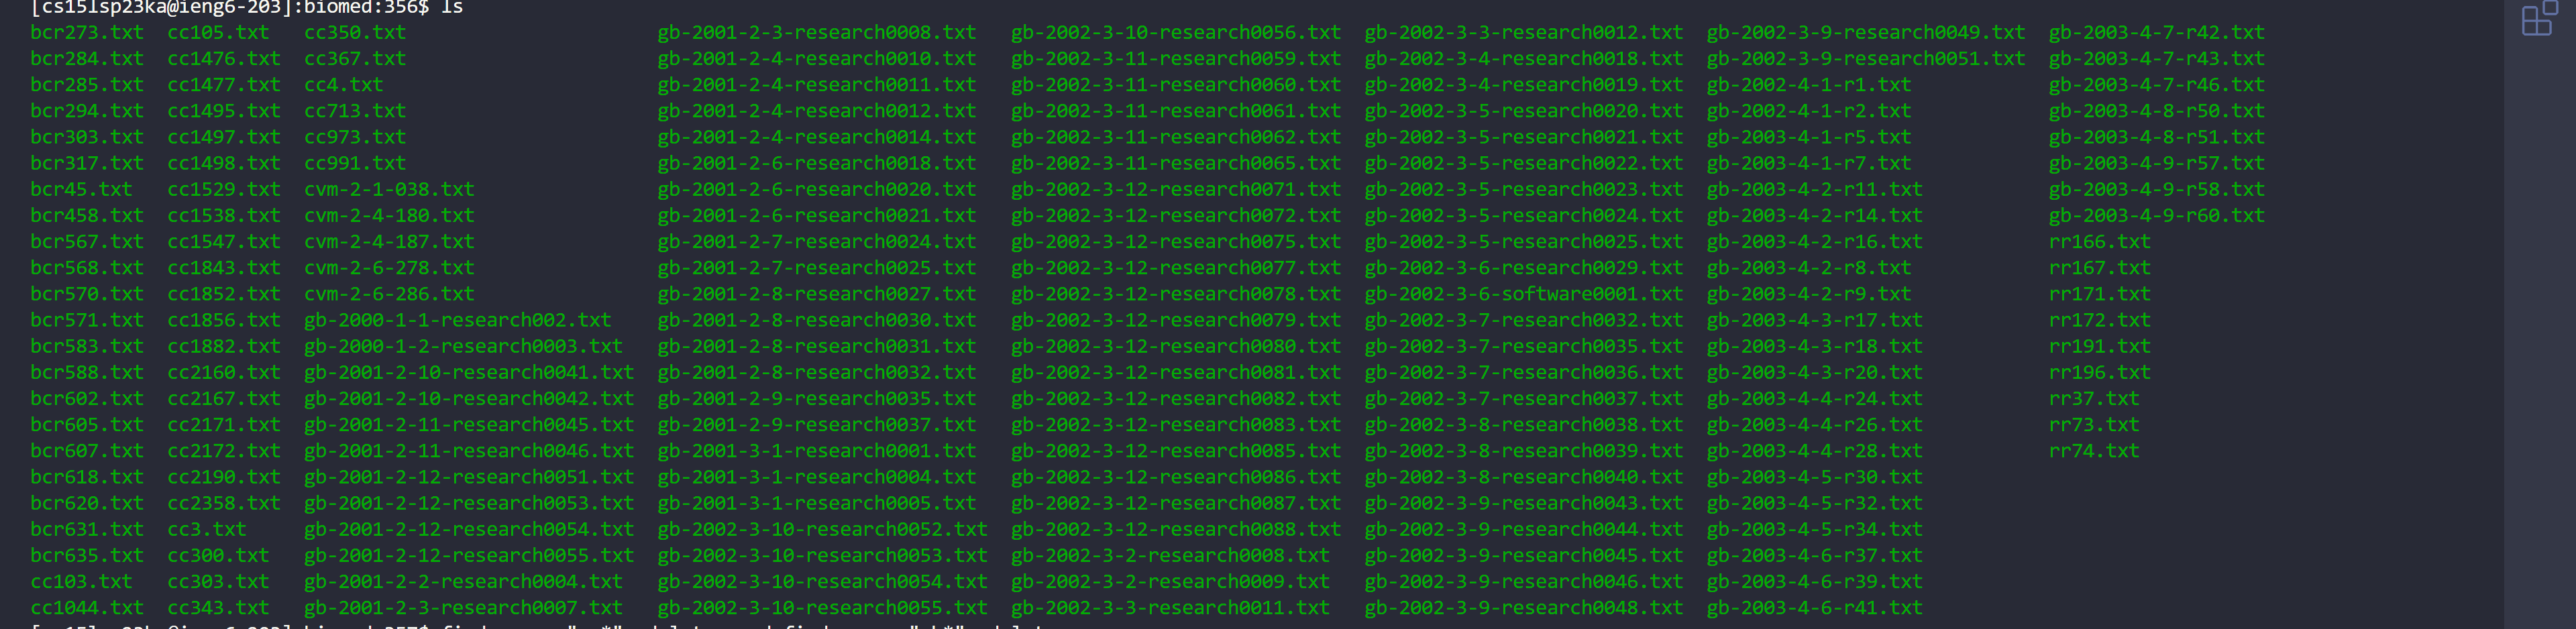 [cs15lsp23ka@ieng6-203]:biomed:356$ ls
bcr273.txt cc105.txt cc350.txt gb-2001-2-3-research0008.txt gb-2002-3-10-research0056.txt gb-2002-3-3-research0012.txt gb-2002-3-9-research0049.txt gb-2003-4-7-r42.txt
bcr284.txt cc1476.txt cc367.txt gb-2001-2-4-research0010.txt gb-2002-3-11-research0059.txt gb-2002-3-4-research0018.txt gb-2002-3-9-research0051.txt gb-2003-4-7-r43.txt
bcr285.txt cc1477.txt cc4.txt gb-2001-2-4-research0011.txt gb-2002-3-11-research0060.txt gb-2002-3-4-research0019.txt gb-2002-4-1-r1.txt gb-2003-4-7-r46.txt
bcr294.txt cc1495.txt cc713.txt gb-2001-2-4-research0012.txt gb-2002-3-11-research0061.txt gb-2002-3-5-research0020.txt gb-2002-4-1-r2.txt gb-2003-4-8-r50.txt
bcr303.txt cc1497.txt cc973.txt gb-2001-2-4-research0014.txt gb-2002-3-11-research0062.txt gb-2002-3-5-research0021.txt gb-2003-4-1-r5.txt gb-2003-4-8-r51.txt
bcr317.txt cc1498.txt cc991.txt gb-2001-2-6-research0018.txt gb-2002-3-11-research0065.txt gb-2002-3-5-research0022.txt gb-2003-4-1-r7.txt gb-2003-4-9-r57.txt
bcr45.txt cc1529.txt cvm-2-1-038.txt gb-2001-2-6-research0020.txt gb-2002-3-12-research0071.txt gb-2002-3-5-research0023.txt gb-2003-4-2-r11.txt gb-2003-4-9-r58.txt
bcr458.txt cc1538.txt cvm-2-4-180.txt gb-2001-2-6-research0021.txt gb-2002-3-12-research0072.txt gb-2002-3-5-research0024.txt gb-2003-4-2-r14.txt gb-2003-4-9-r60.txt
bcr567.txt cc1547.txt cvm-2-4-187.txt gb-2001-2-7-research0024.txt gb-2002-3-12-research0075.txt gb-2002-3-5-research0025.txt gb-2003-4-2-r16.txt rr166.txt
bcr568.txt cc1843.txt cvm-2-6-278.txt gb-2001-2-7-research0025.txt gb-2002-3-12-research0077.txt gb-2002-3-6-research0029.txt gb-2003-4-2-r8.txt rr167.txt
bcr570.txt cc1852.txt cvm-2-6-286.txt gb-2001-2-8-research0027.txt gb-2002-3-12-research0078.txt gb-2002-3-6-software0001.txt gb-2003-4-2-r9.txt rr171.txt
bcr571.txt cc1856.txt gb-2000-1-1-research002.txt gb-2001-2-8-research0030.txt gb-2002-3-12-research0079.txt gb-2002-3-7-research0032.txt gb-2003-4-3-r17.txt rr172.txt
bcr583.txt cc1882.txt gb-2000-1-2-research0003.txt gb-2001-2-8-research0031.txt gb-2002-3-12-research0080.txt gb-2002-3-7-research0035.txt gb-2003-4-3-r18.txt rr191.txt
bcr588.txt cc2160.txt gb-2001-2-10-research0041.txt gb-2001-2-8-research0032.txt gb-2002-3-12-research0081.txt gb-2002-3-7-research0036.txt gb-2003-4-3-r20.txt rr196.txt
bcr602.txt cc2167.txt gb-2001-2-10-research0042.txt gb-2001-2-9-research0035.txt gb-2002-3-12-research0082.txt gb-2002-3-7-research0037.txt gb-2003-4-4-r24.txt rr37.txt
bcr605.txt cc2171.txt gb-2001-2-11-research0045.txt gb-2001-2-9-research0037.txt gb-2002-3-12-research0083.txt gb-2002-3-8-research0038.txt gb-2003-4-4-r26.txt rr73.txt
bcr607.txt cc2172.txt gb-2001-2-11-research0046.txt gb-2001-3-1-research0001.txt gb-2002-3-12-research0085.txt gb-2002-3-8-research0039.txt gb-2003-4-4-r28.txt rr74.txt
bcr618.txt cc2190.txt gb-2001-2-12-research0051.txt gb-2001-3-1-research0004.txt gb-2002-3-12-research0086.txt gb-2002-3-8-research0040.txt gb-2003-4-5-r30.txt
bcr620.txt cc2358.txt gb-2001-2-12-research0053.txt gb-2001-3-1-research0005.txt gb-2002-3-12-research0087.txt gb-2002-3-9-research0043.txt gb-2003-4-5-r32.txt
bcr631.txt cc3.txt gb-2001-2-12-research0054.txt gb-2002-3-10-research0052.txt gb-2002-3-12-research0088.txt gb-2002-3-9-research0044.txt gb-2003-4-5-r34.txt
bcr635.txt cc300.txt gb-2001-2-12-research0055.txt gb-2002-3-10-research0053.txt gb-2002-3-2-research0008.txt gb-2002-3-9-research0045.txt gb-2003-4-6-r37.txt
cc103.txt cc303.txt gb-2001-2-2-research0004.txt gb-2002-3-10-research0054.txt gb-2002-3-2-research0009.txt gb-2002-3-9-research0046.txt gb-2003-4-6-r39.txt
cc1044.txt cc343.txt gb-2001-2-3-research0007.txt gb-2002-3-10-research0055.txt gb-2002-3-3-research0011.txt gb-2002-3-9-research0048.txt gb-2003-4-6-r41.txt